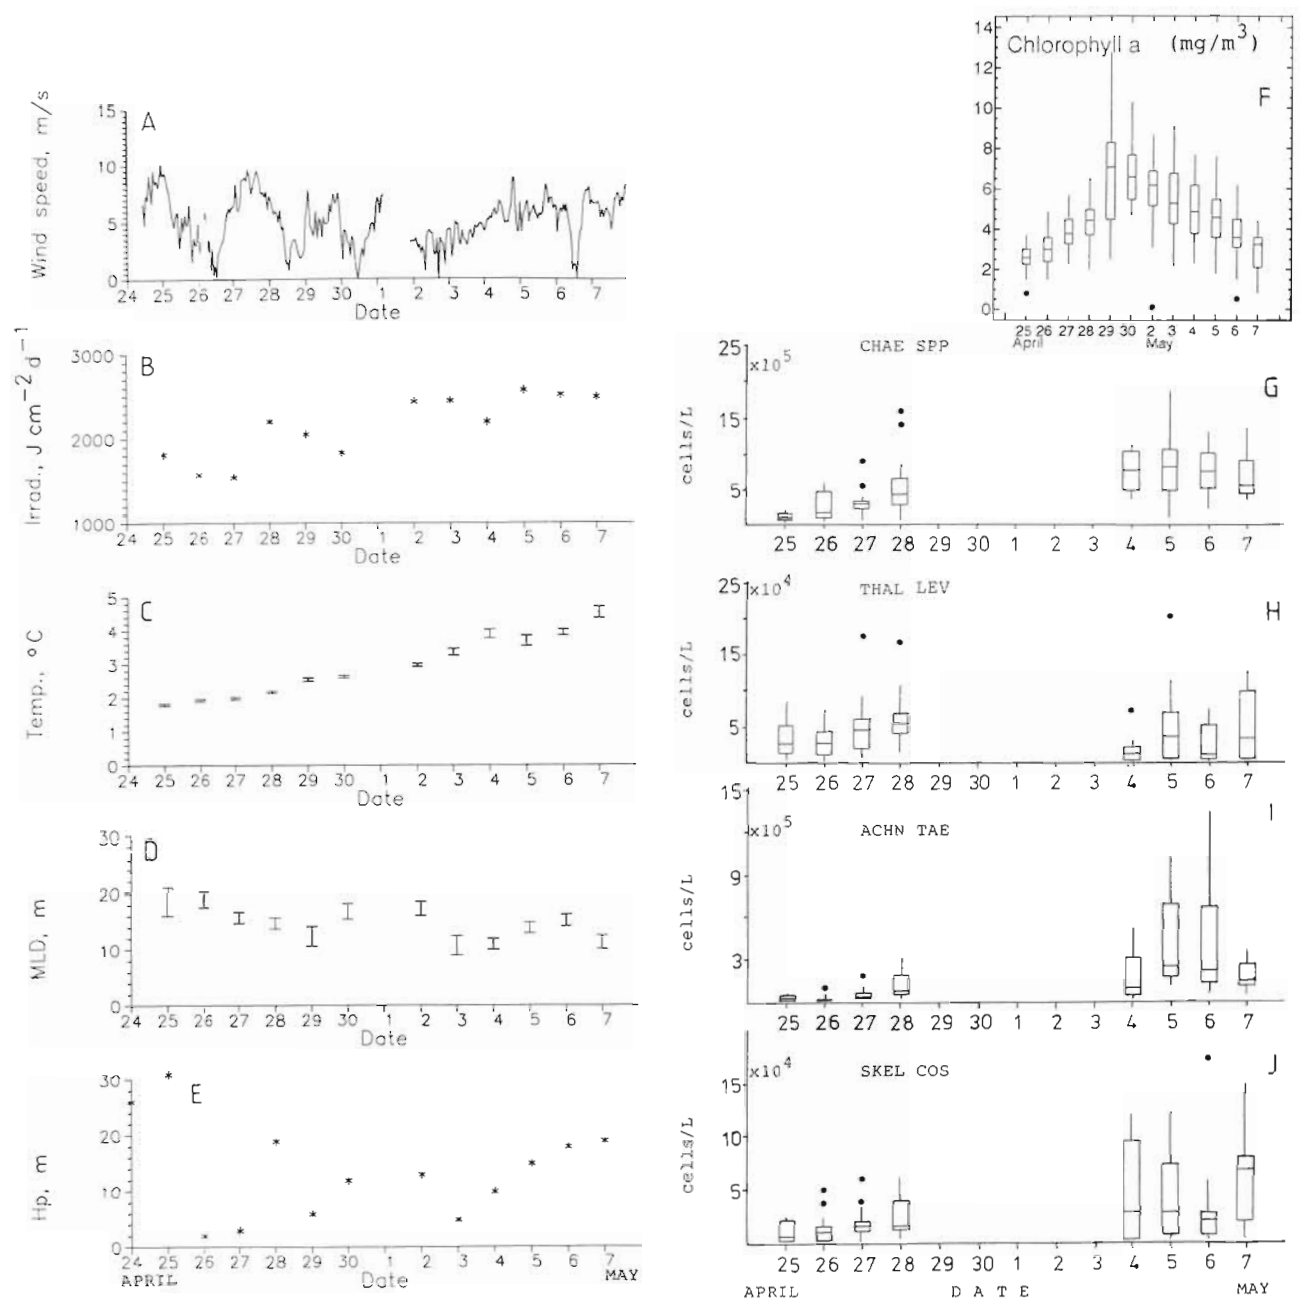 A
Wind speed, m/s
15
10
5
0
24 25 26 27 28 29 30 1 2 3 4 5 6 7
Date
B
Irrad., J cm⁻² d⁻¹
3000
2000
1000
24 25 26 27 28 29 30 1 2 3 4 5 6 7
Date
C
Temp., °C
5
4
3
2
1
0
24 25 26 27 28 29 30 1 2 3 4 5 6 7
Date
D
MLD, m
30
20
10
0
24 25 26 27 28 29 30 1 2 3 4 5 6 7
Date
E
Hp, m
30
20
10
0
24 25 26 27 28 29 30 1 2 3 4 5 6 7
APRIL Date MAY
Chlorophyll a (mg/m³)
F
14
12
10
8
6
4
2
0
25 26 27 28 29 30 2 3 4 5 6 7
April May
CHAE SPP
G
cells/L
25
x10⁵
15
5
25 26 27 28 29 30 1 2 3 4 5 6 7
THAL LEV
H
cells/L
25
x10⁴
15
5
25 26 27 28 29 30 1 2 3 4 5 6 7
ACHN TAE
I
cells/L
15
x10⁵
9
3
25 26 27 28 29 30 1 2 3 4 5 6 7
SKEL COS
J
cells/L
x10⁴
15
10
5
25 26 27 28 29 30 1 2 3 4 5 6 7
APRIL DATE MAY